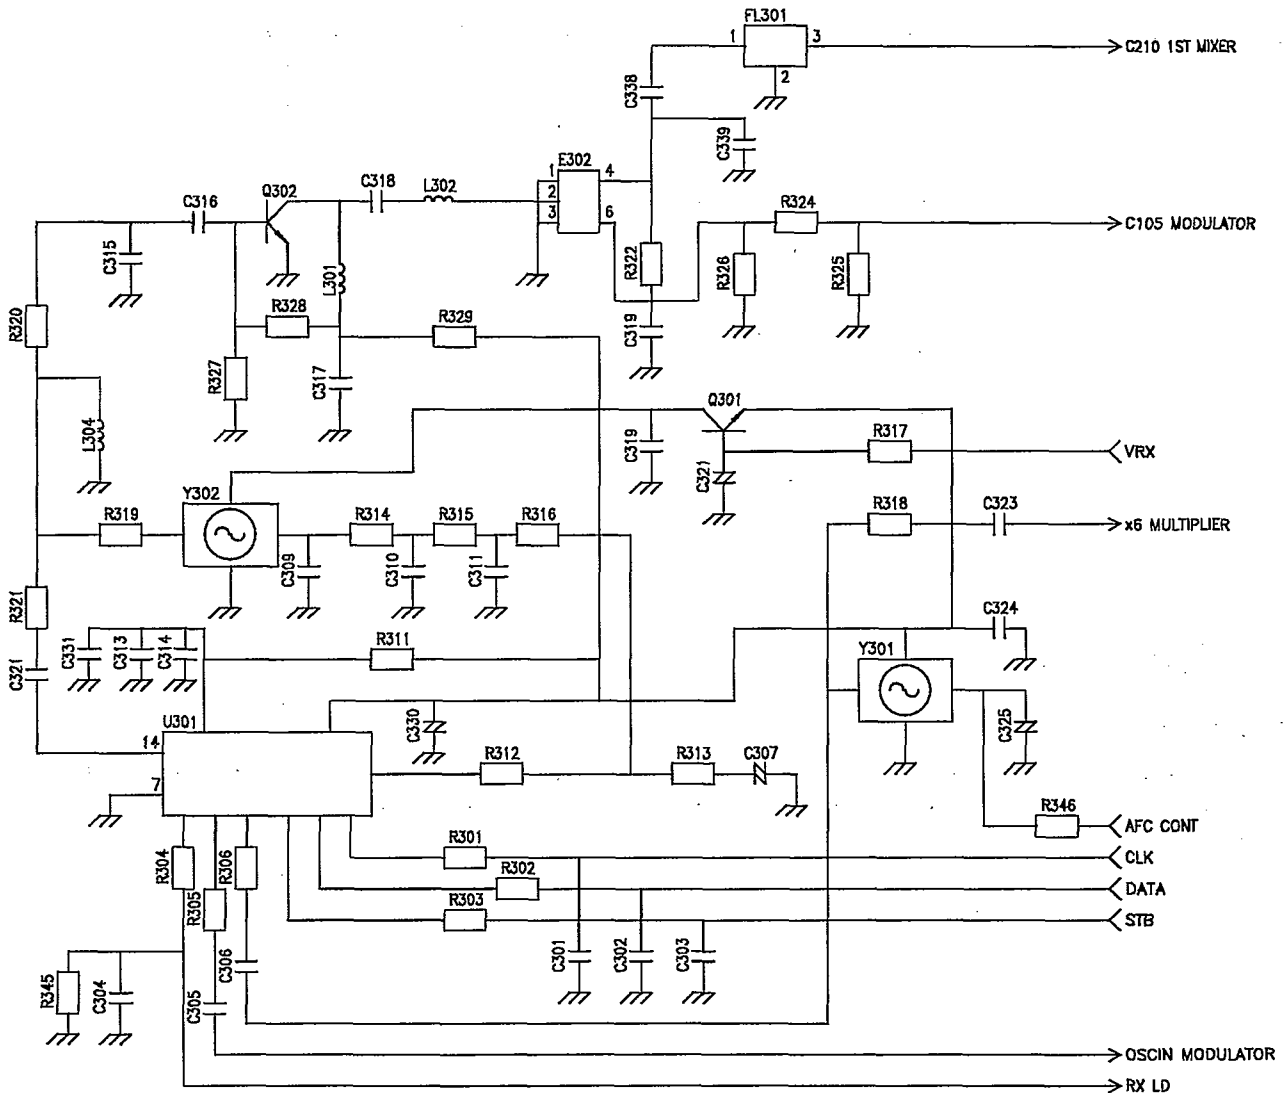 FL301
1
3
C210 1ST MIXER
2
C338
C339
E302
1
2
3
4
6
C318
L302
Q302
C316
R324
C105 MODULATOR
C315
L301
R322
R326
R325
R328
R329
R320
C319
R327
C317
Q301
L304
C319
C321
R317
VRX
Y302
R318
C323
R319
R314
R315
R316
x6 MULTIPLIER
C309
C310
C311
R321
C324
C331
C313
C314
R311
Y301
C321
U301
C330
C325
14
R312
R313
C307
7
R346
AFC CONT
R301
CLK
R304
R306
R302
DATA
R305
R303
STB
C306
C301
C302
C303
R345
C304
C305
OSCIN MODULATOR
RX LD